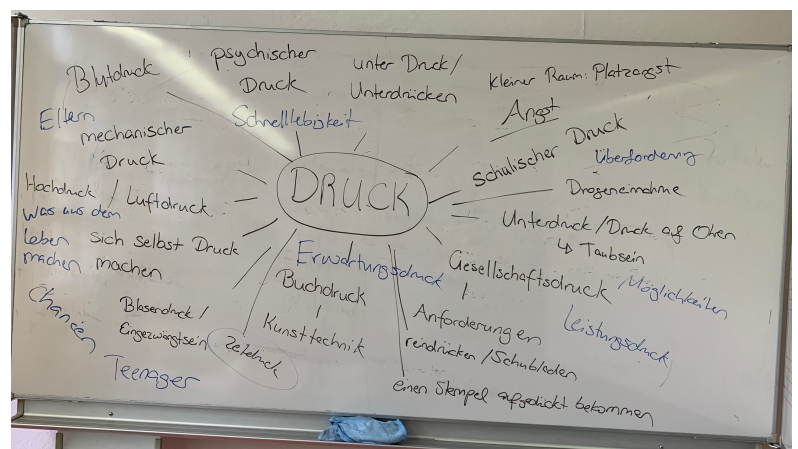 Blutdruck
psychischer
Druck
unter Druck/
Unterdrücken
kleiner Raum: Platzangst
Angst
Schnelllebigkeit
Eltern
mechanischer
Druck
schulischer Druck
Überforderung
DRUCK
Drogeneinnahme
Hochdruck / Luftdruck
Unterdruck/Druck auf Ohren
↳ Taubsein
Was aus dem
Leben
machen
sich selbst Druck
machen
Erwartungsdruck
Gesellschaftsdruck
Möglichkeiten
Buchdruck
Kunsttechnik
Anforderungen
Leistungsdruck
Chancen
Blasendruck/
Eingezwängtsein
Zeitdruck
reindrücken/Schubladen
Teenager
einen Stempel aufgedrückt bekommen